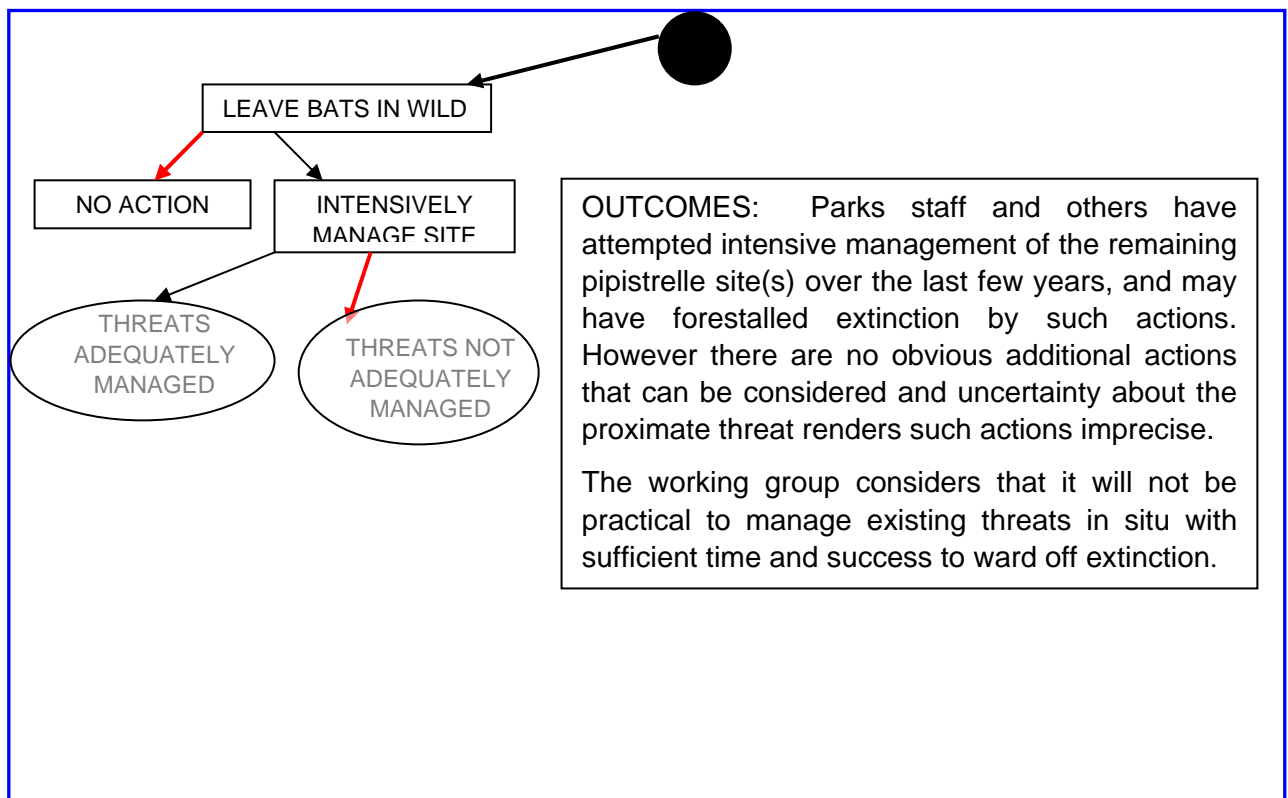 LEAVE BATS IN WILD
NO ACTION
INTENSIVELY
MANAGE SITE
THREATS
ADEQUATELY
MANAGED
THREATS NOT
ADEQUATELY
MANAGED
OUTCOMES: Parks staff and others have
attempted intensive management of the remaining
pipistrelle site(s) over the last few years, and may
have forestalled extinction by such actions.
However there are no obvious additional actions
that can be considered and uncertainty about the
proximate threat renders such actions imprecise.
The working group considers that it will not be
practical to manage existing threats in situ with
sufficient time and success to ward off extinction.